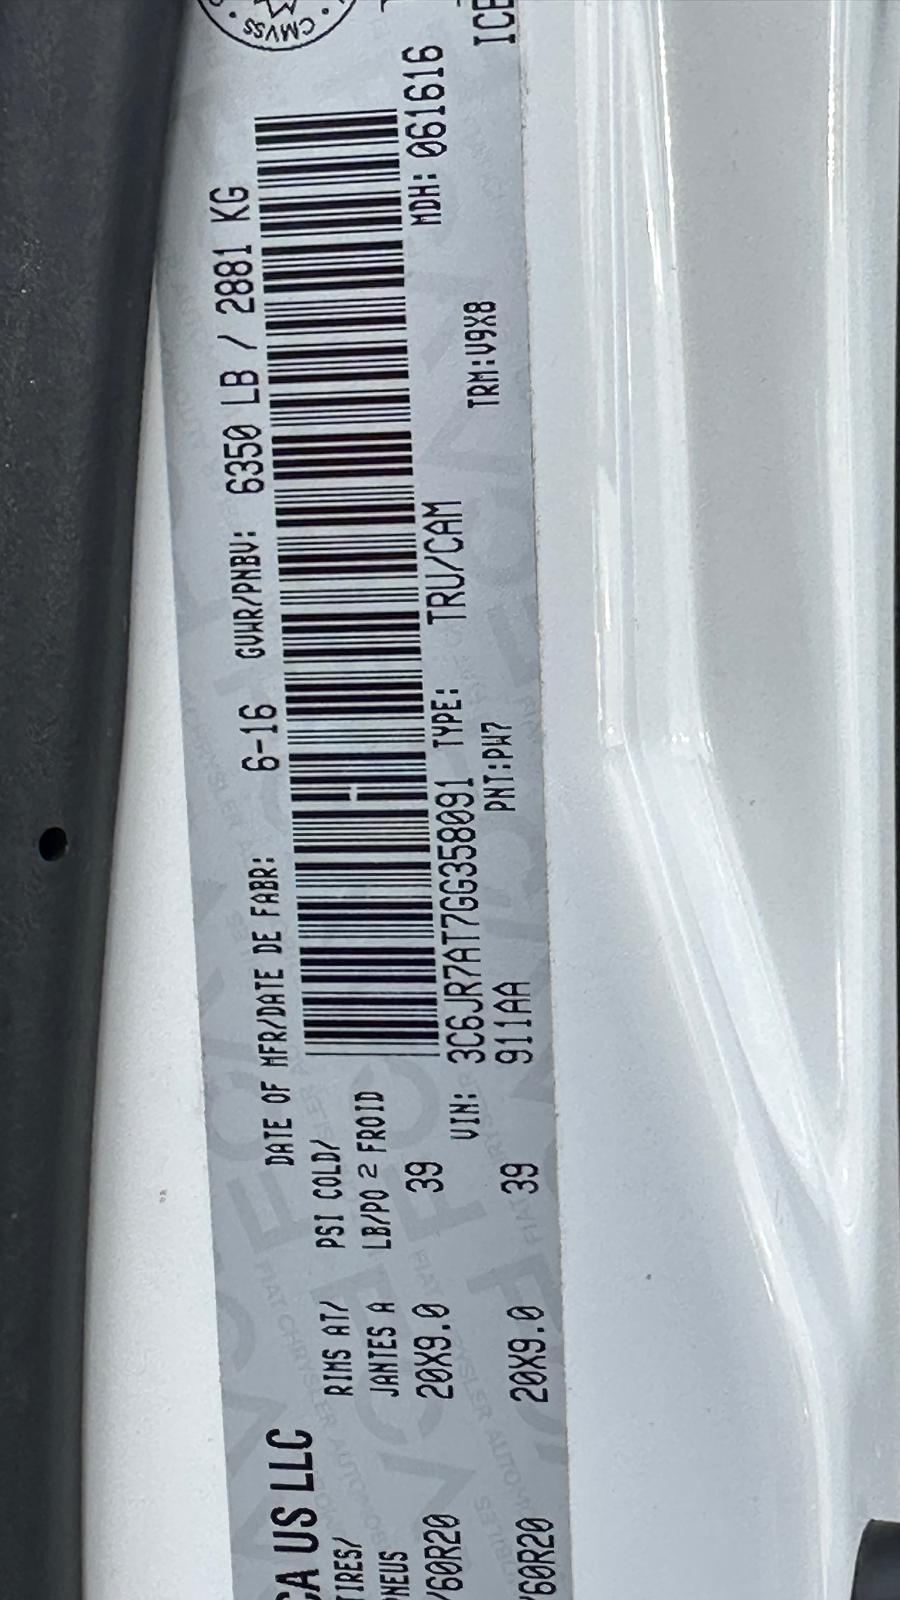 CMVSS
CA US LLC
DATE OF MFR/DATE DE FABR: 6-16 GVWR/PNBV: 6350 LB / 2881 KG
TIRES/ RIMS AT/ PSI COLD/
PNEUS JANTES A LB/PO 2 FROID
/60R20 20X9.0 39
/60R20 20X9.0 39
VIN: 3C6JR7AT7GG358091 TYPE: TRU/CAM MDH: 061616
911AA PNT:PW7 TRM:V9X8 ICE